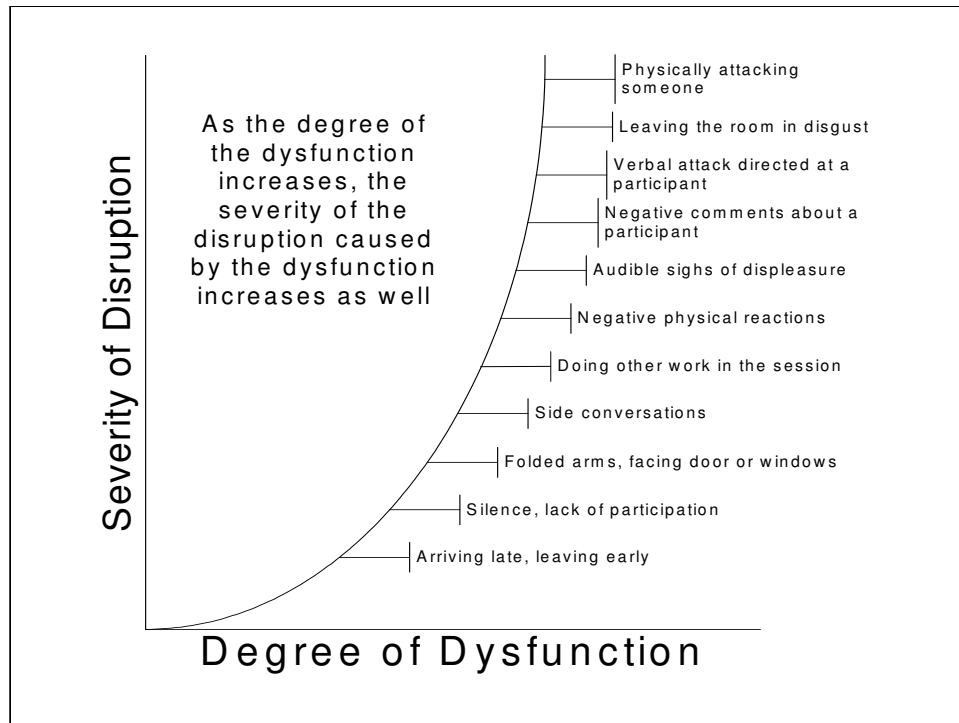 As the degree of
the dysfunction
increases, the
severity of the
disruption caused
by the dysfunction
increases as well
Severity of Disruption
Physically attacking
someone
Leaving the room in disgust
Verbal attack directed at a
participant
Negative comments about a
participant
Audible sighs of displeasure
Negative physical reactions
Doing other work in the session
Side conversations
Folded arms, facing door or windows
Silence, lack of participation
Arriving late, leaving early
Degree of Dysfunction